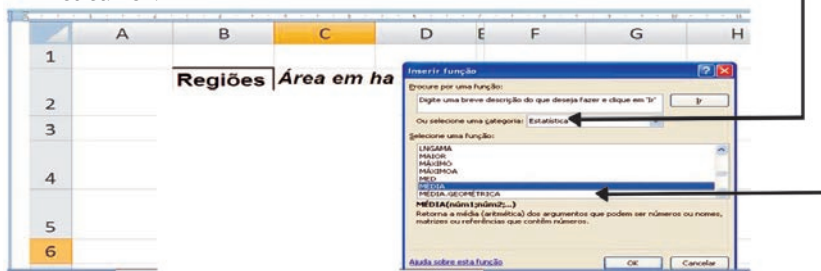 A B C D E F G H
1
Regiões Área em ha
2
3
4
5
6
Inserir função
Procure por uma função:
Digite uma breve descrição do que deseja fazer e clique em 'Ir'
Ir
Ou selecione uma categoria: Estatística
Selecione uma função:
LNGAMA
MAIOR
MÁXIMO
MÁXIMOA
MED
MÉDIA
MÉDIA.GEOMÉTRICA
MÉDIA(núm1;núm2;...)
Retorna a média (aritmética) dos argumentos que podem ser números ou nomes,
matrizes ou referências que contêm números.
Ajuda sobre esta função
OK Cancelar